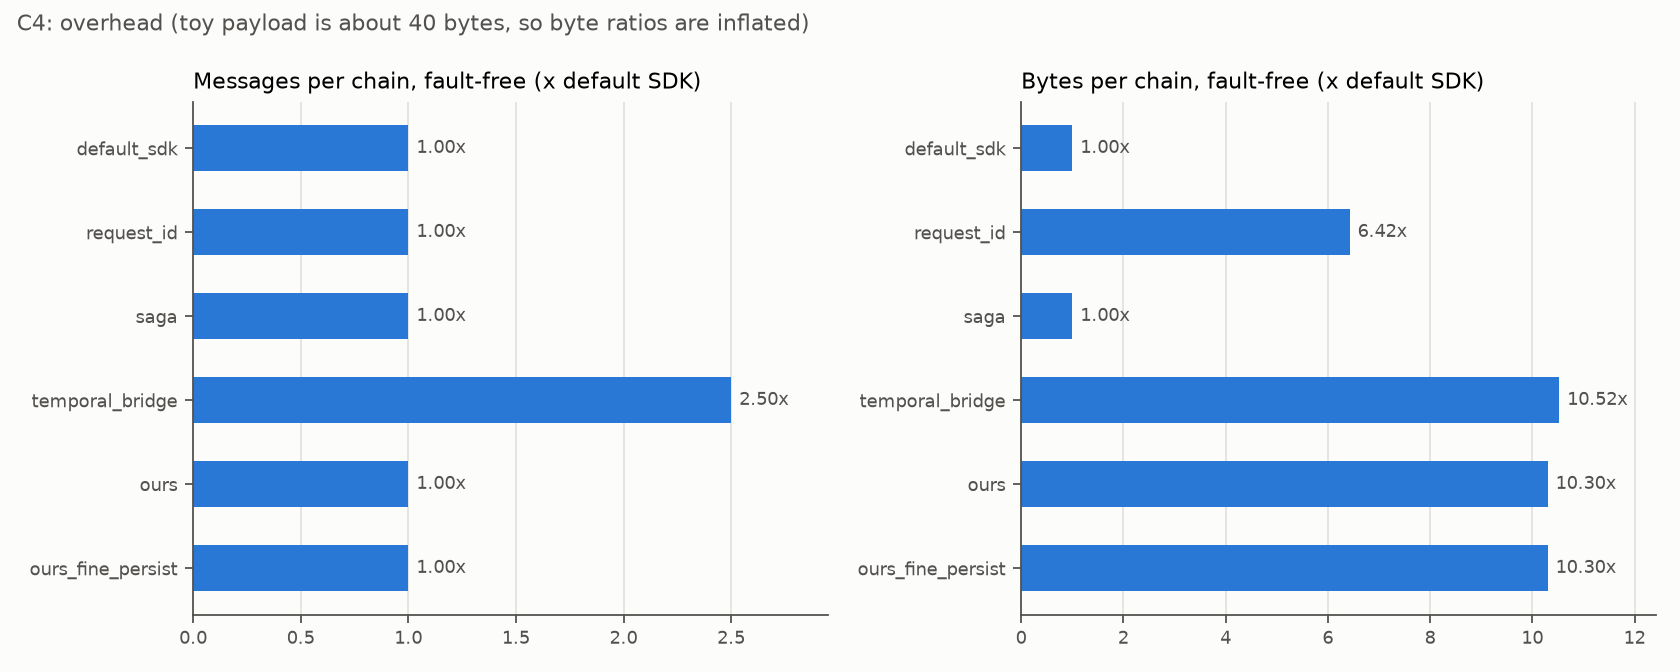 C4: overhead (toy payload is about 40 bytes, so byte ratios are inflated)
Messages per chain, fault-free (x default SDK)
default_sdk 1.00x
request_id 1.00x
saga 1.00x
temporal_bridge 2.50x
ours 1.00x
ours_fine_persist 1.00x
0.0 0.5 1.0 1.5 2.0 2.5
Bytes per chain, fault-free (x default SDK)
default_sdk 1.00x
request_id 6.42x
saga 1.00x
temporal_bridge 10.52x
ours 10.30x
ours_fine_persist 10.30x
0 2 4 6 8 10 12